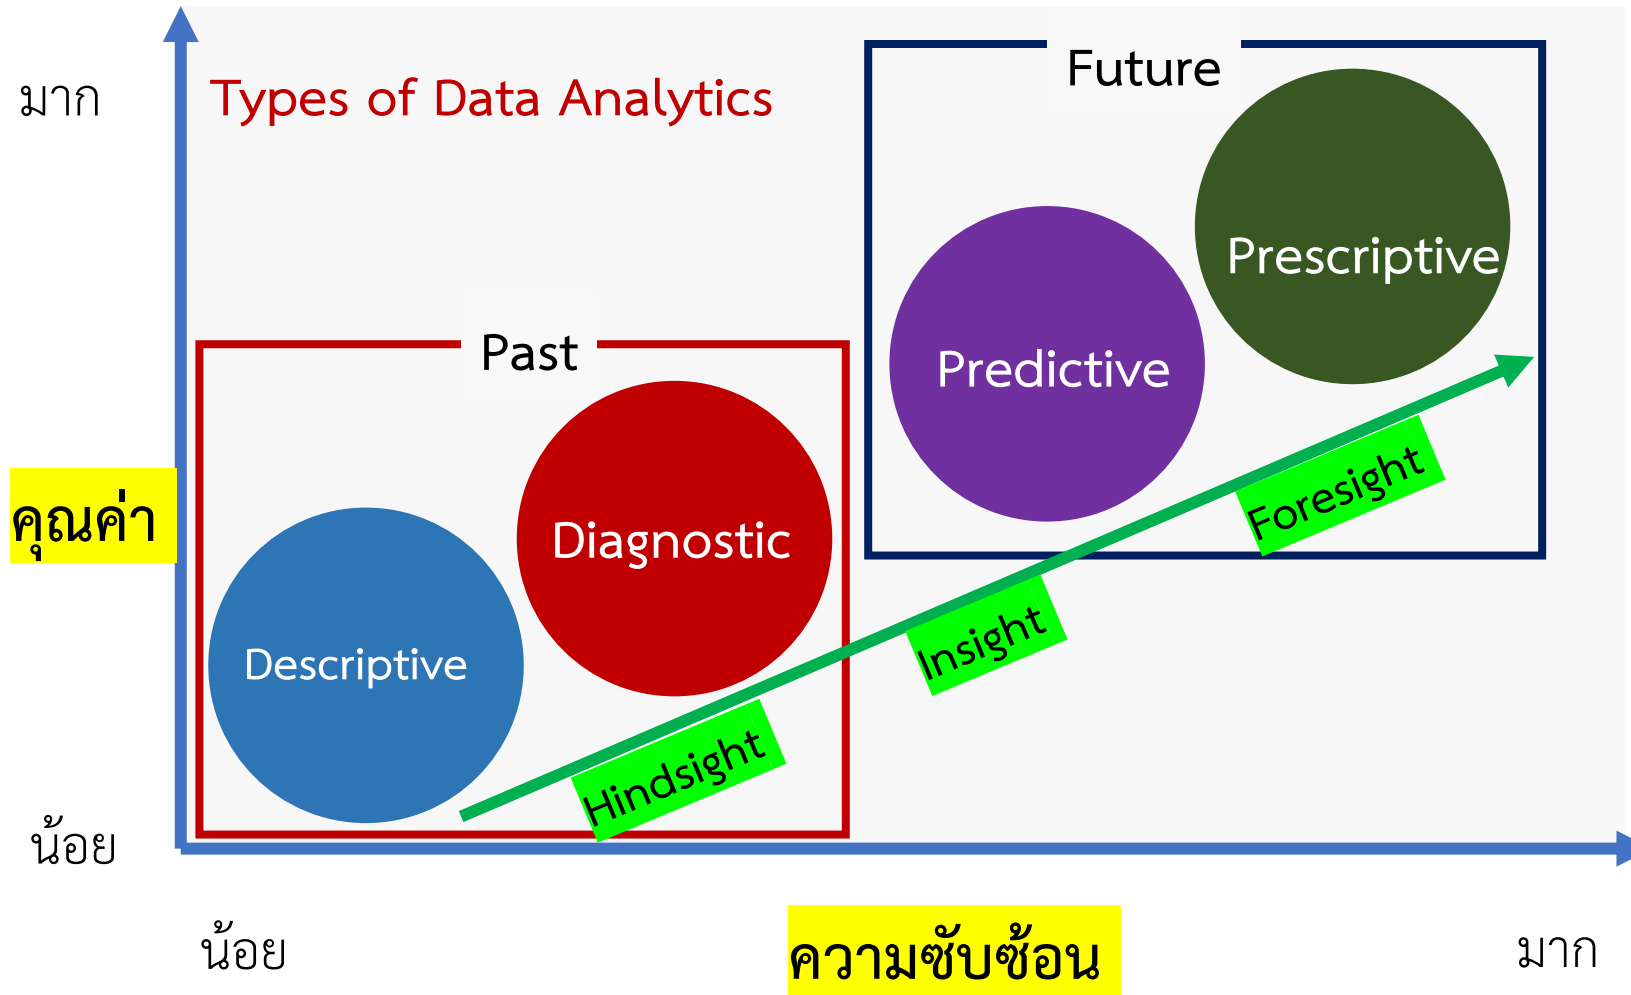 มาก
Types of Data Analytics
Future
Prescriptive
Past
Predictive
คุณค่า
Diagnostic
Foresight
Descriptive
Insight
Hindsight
น้อย
น้อย
ความซับซ้อน
มาก